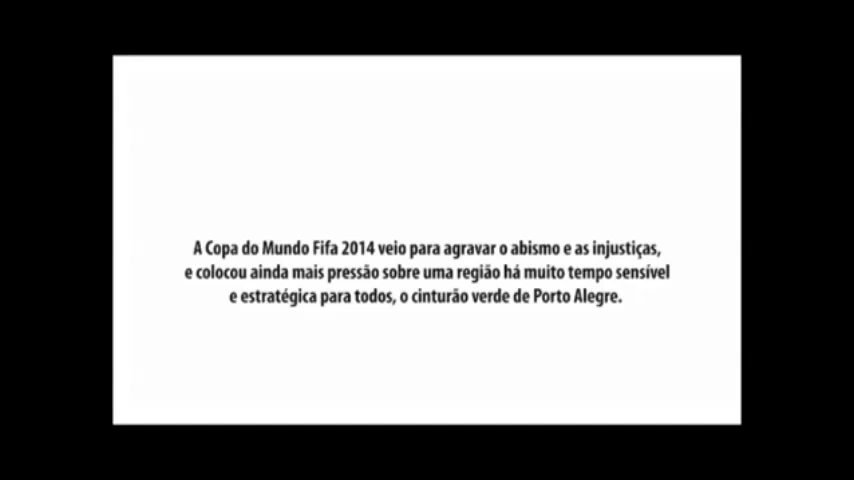 A Copa do Mundo Fifa 2014 veio para agravar o abismo e as injustiças,
e colocou ainda mais pressão sobre uma região há muito tempo sensível
e estratégica para todos, o cinturão verde de Porto Alegre.